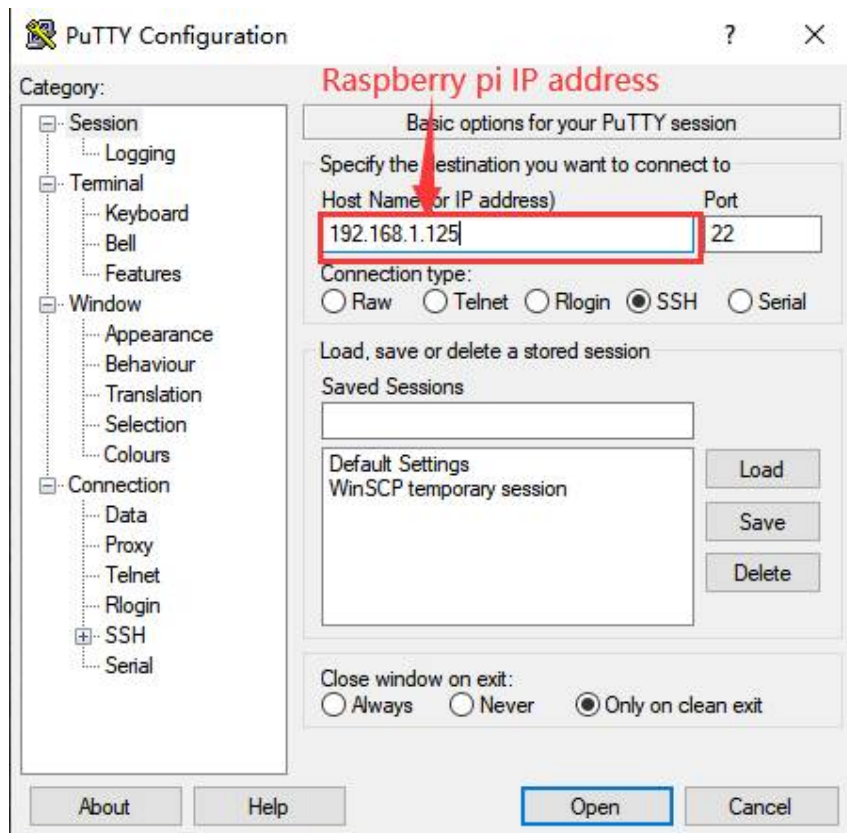 PuTTY Configuration
?
Category:
Raspberry pi IP address
Session
Logging
Terminal
Keyboard
Bell
Features
Window
Appearance
Behaviour
Translation
Selection
Colours
Connection
Data
Proxy
Telnet
Rlogin
SSH
Serial
Basic options for your PuTTY session
Specify the destination you want to connect to
Host Name (or IP address) Port
192.168.1.125 22
Connection type:
Raw Telnet Rlogin SSH Serial
Load, save or delete a stored session
Saved Sessions
Default Settings
WinSCP temporary session
Load
Save
Delete
Close window on exit:
Always Never Only on clean exit
About Help Open Cancel